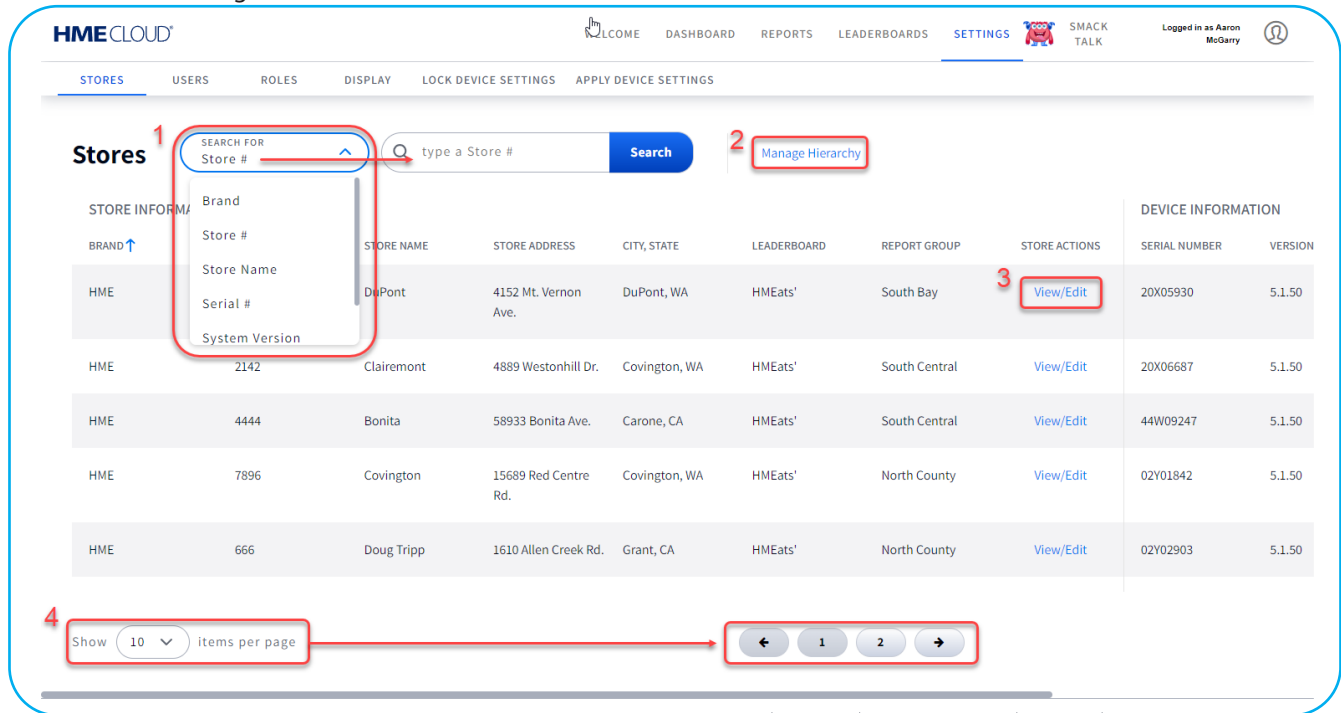 HME CLOUD®
LCOME DASHBOARD REPORTS LEADERBOARDS SETTINGS SMACK TALK Logged in as Aaron McGarry
STORES USERS ROLES DISPLAY LOCK DEVICE SETTINGS APPLY DEVICE SETTINGS
1
2
Stores SEARCH FOR Store # type a Store # Search Manage Hierarchy
Brand
Store #
Store Name
Serial #
System Version
STORE INFORMA DEVICE INFORMATION
BRAND STORE NAME STORE ADDRESS CITY, STATE LEADERBOARD REPORT GROUP STORE ACTIONS SERIAL NUMBER VERSION
3
HME DuPont 4152 Mt. Vernon Ave. DuPont, WA HMEats' South Bay View/Edit 20X05930 5.1.50
HME 2142 Clairemont 4889 Westonhill Dr. Covington, WA HMEats' South Central View/Edit 20X06687 5.1.50
HME 4444 Bonita 58933 Bonita Ave. Carone, CA HMEats' South Central View/Edit 44W09247 5.1.50
HME 7896 Covington 15689 Red Centre Rd. Covington, WA HMEats' North County View/Edit 02Y01842 5.1.50
HME 666 Doug Tripp 1610 Allen Creek Rd. Grant, CA HMEats' North County View/Edit 02Y02903 5.1.50
4
Show 10 items per page 1 2